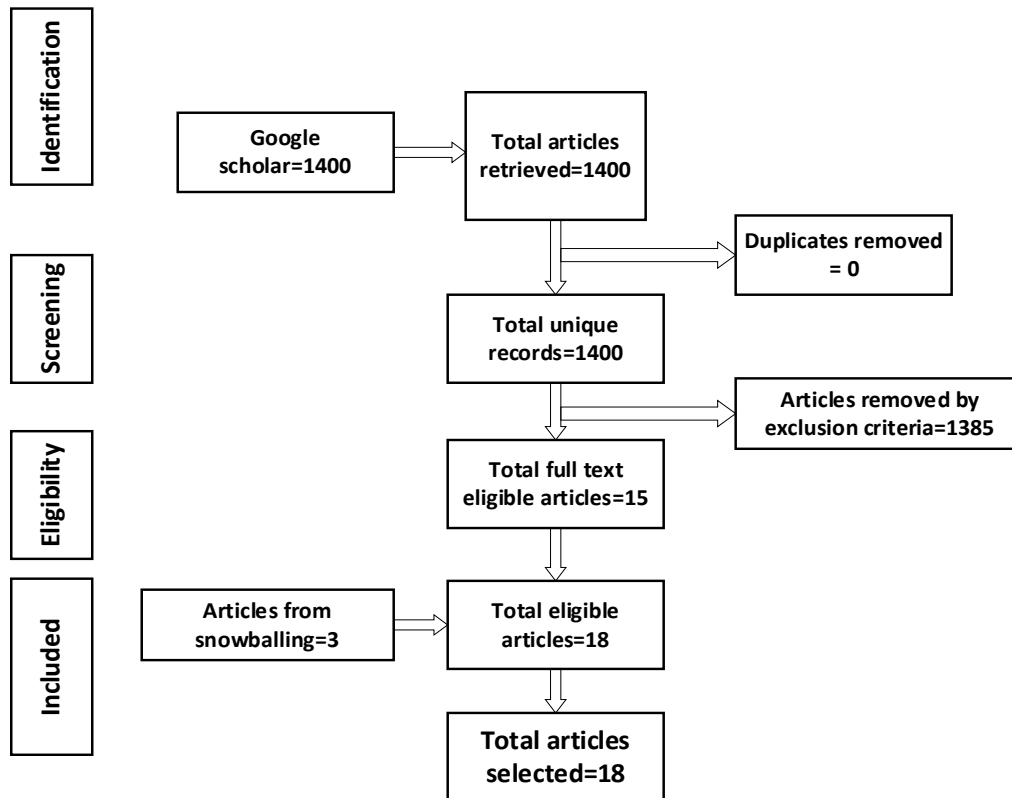 Identification
Google
scholar=1400
Total articles
retrieved=1400
Duplicates removed
= 0
Screening
Total unique
records=1400
Articles removed by
exclusion criteria=1385
Eligibility
Total full text
eligible articles=15
Included
Articles from
snowballing=3
Total eligible
articles=18
Total articles
selected=18